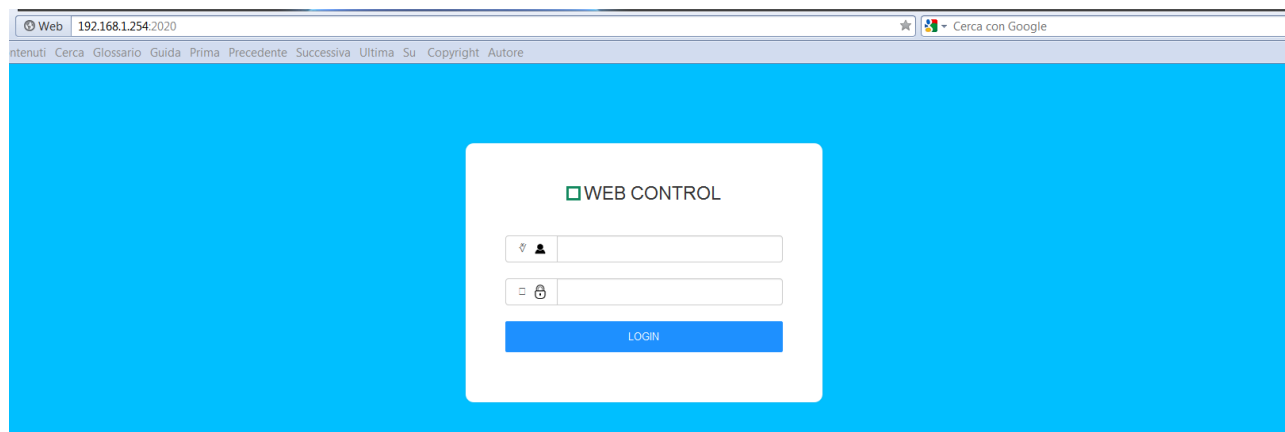 Web 192.168.1.254:2020 Cerca con Google
ntenuti Cerca Glossario Guida Prima Precedente Successiva Ultima Su Copyright Autore
WEB CONTROL
LOGIN